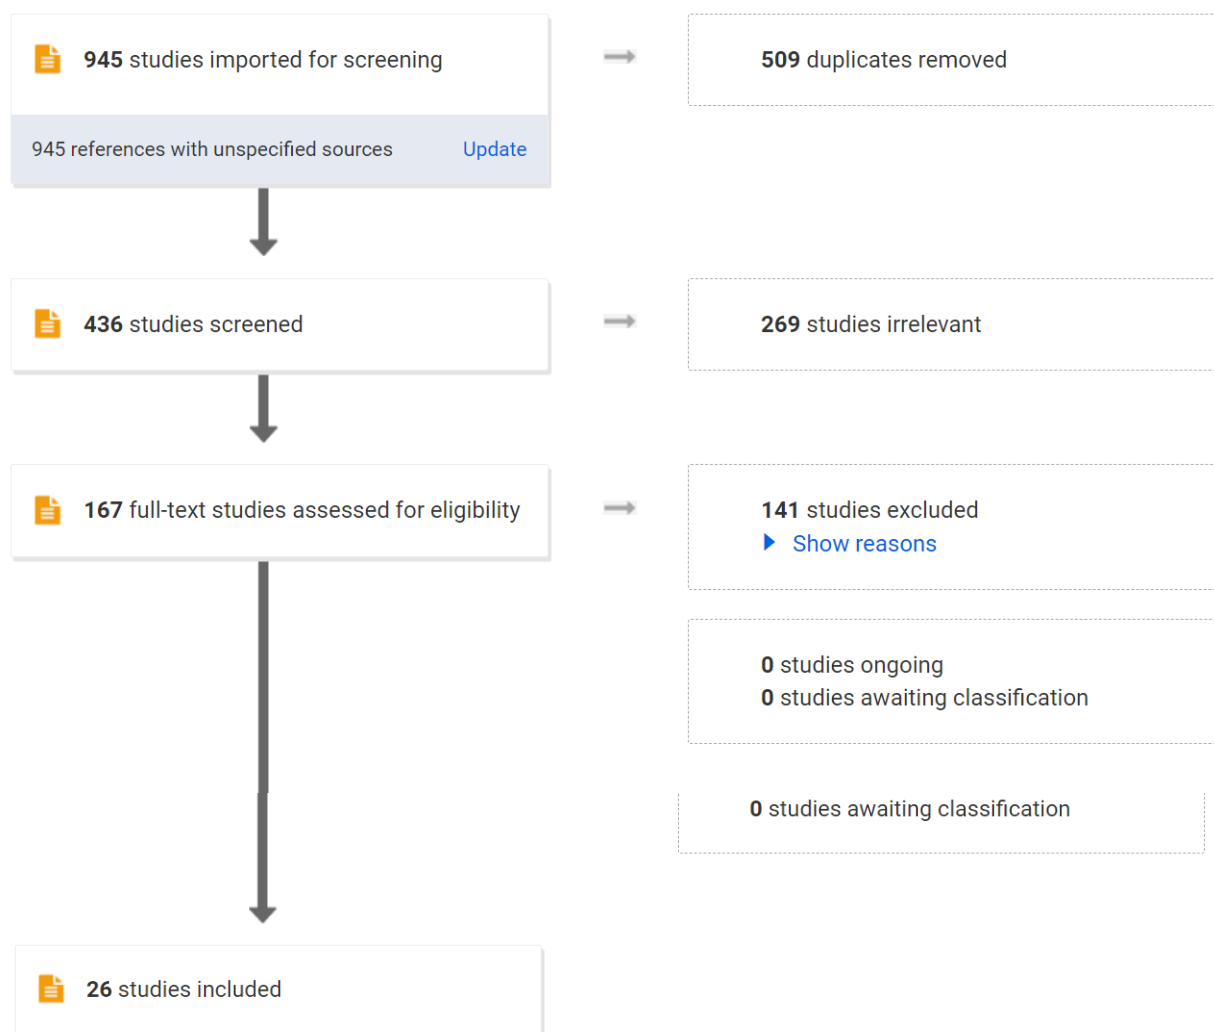 945 studies imported for screening
509 duplicates removed
945 references with unspecified sources Update
436 studies screened
269 studies irrelevant
167 full-text studies assessed for eligibility
141 studies excluded
Show reasons
0 studies ongoing
0 studies awaiting classification
0 studies awaiting classification
26 studies included